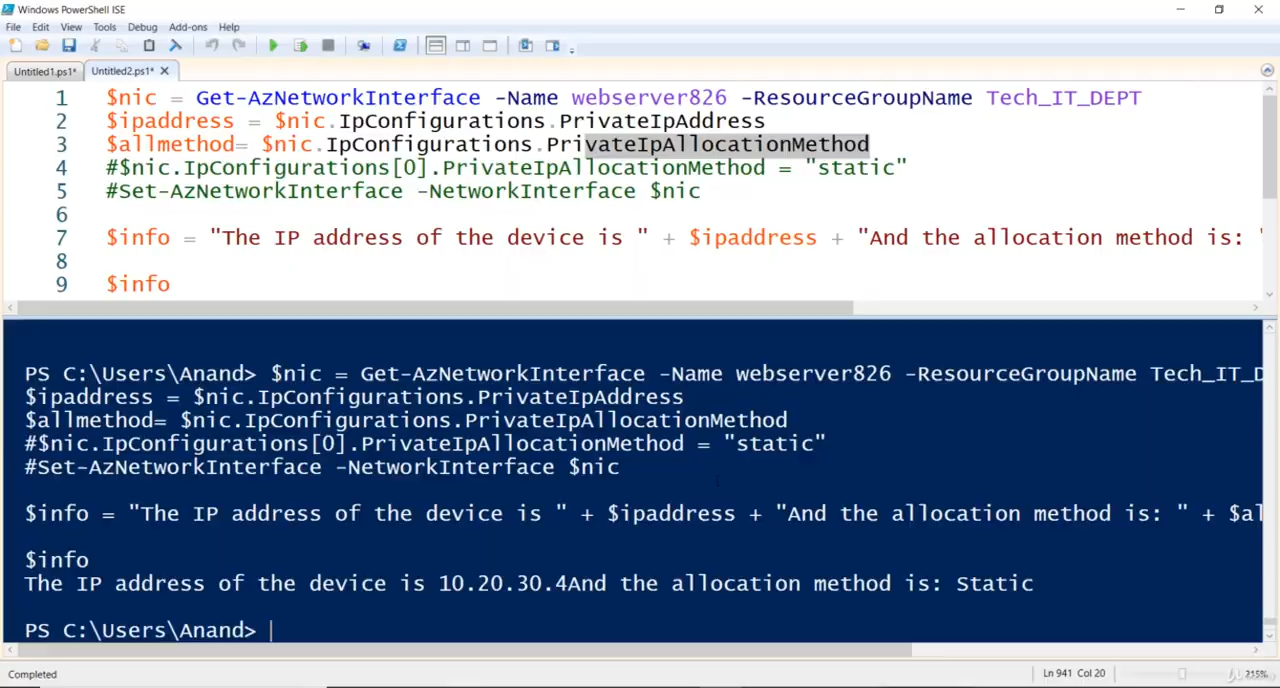 Windows PowerShell ISE
File Edit View Tools Debug Add-ons Help
Untitled1.ps1* Untitled2.ps1* X
1 $nic = Get-AzNetworkInterface -Name webserver826 -ResourceGroupName Tech_IT_DEPT
2 $ipaddress = $nic.IpConfigurations.PrivateIpAddress
3 $allmethod= $nic.IpConfigurations.PrivateIpAllocationMethod
4 #$nic.IpConfigurations[0].PrivateIpAllocationMethod = "static"
5 #Set-AzNetworkInterface -NetworkInterface $nic
6
7 $info = "The IP address of the device is " + $ipaddress + "And the allocation method is: "
8
9 $info
PS C:\Users\Anand> $nic = Get-AzNetworkInterface -Name webserver826 -ResourceGroupName Tech_IT_D
$ipaddress = $nic.IpConfigurations.PrivateIpAddress
$allmethod= $nic.IpConfigurations.PrivateIpAllocationMethod
#$nic.IpConfigurations[0].PrivateIpAllocationMethod = "static"
#Set-AzNetworkInterface -NetworkInterface $nic
$info = "The IP address of the device is " + $ipaddress + "And the allocation method is: " + $al
$info
The IP address of the device is 10.20.30.4And the allocation method is: Static
PS C:\Users\Anand>
Completed Ln 941 Col 20 215%